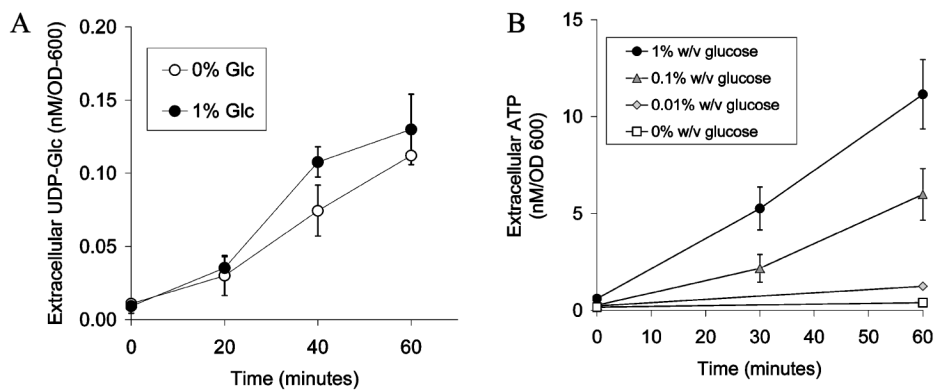 A
Extracellular UDP-Glc (nM/OD-600)
0.20
0.15
0.10
0.05
0.00
0% Glc
1% Glc
0 20 40 60
Time (minutes)
B
Extracellular ATP
(nM/OD 600)
15
10
5
0
1% w/v glucose
0.1% w/v glucose
0.01% w/v glucose
0% w/v glucose
0 10 20 30 40 50 60
Time (minutes)